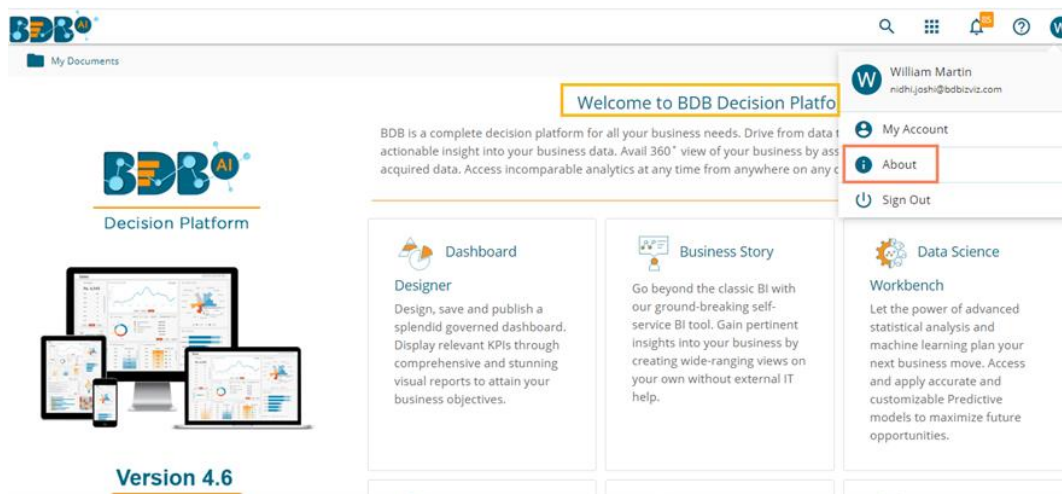 BDB AI
85
W
My Documents
W
William Martin
nidhi.joshi@bdbizviz.com
My Account
About
Sign Out
BDB AI
Decision Platform
Version 4.6
Welcome to BDB Decision Platfo
BDB is a complete decision platform for all your business needs. Drive from data
actionable insight into your business data. Avail 360° view of your business by as
acquired data. Access incomparable analytics at any time from anywhere on any
Dashboard
Designer
Design, save and publish a
splendid governed dashboard.
Display relevant KPIs through
comprehensive and stunning
visual reports to attain your
business objectives.
Business Story
Go beyond the classic BI with
our ground-breaking self-
service BI tool. Gain pertinent
insights into your business by
creating wide-ranging views on
your own without external IT
help.
Data Science
Workbench
Let the power of advanced
statistical analysis and
machine learning plan your
next business move. Access
and apply accurate and
customizable Predictive
models to maximize future
opportunities.